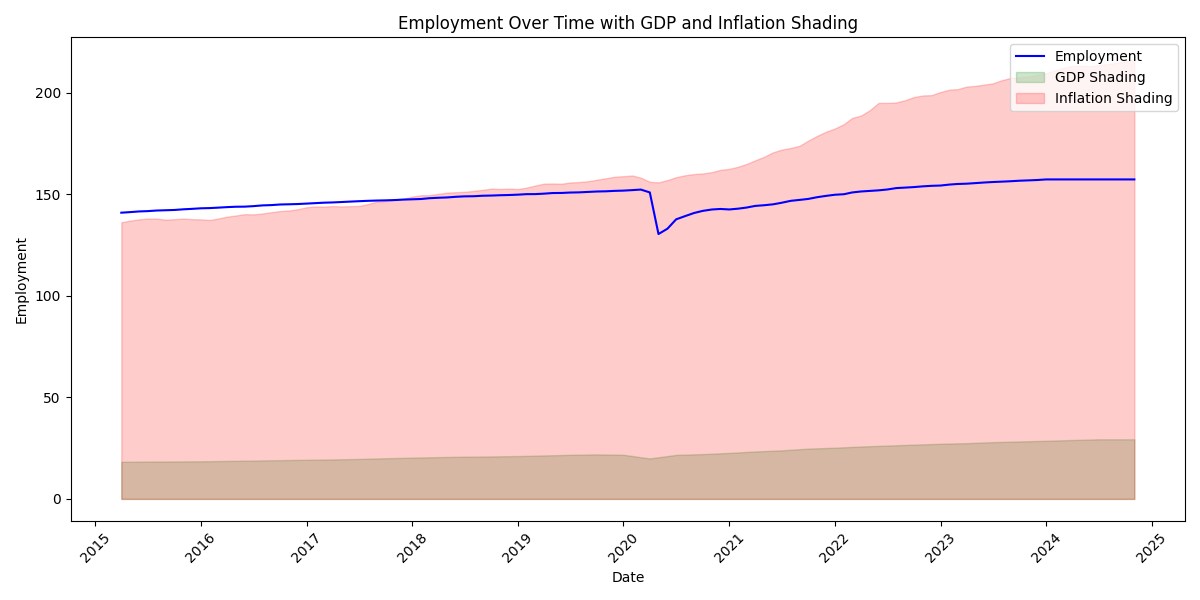 Employment Over Time with GDP and Inflation Shading
Employment
GDP Shading
Inflation Shading
Employment
200
150
100
50
0
2015
2016
2017
2018
2019
2020
2021
2022
2023
2024
2025
Date